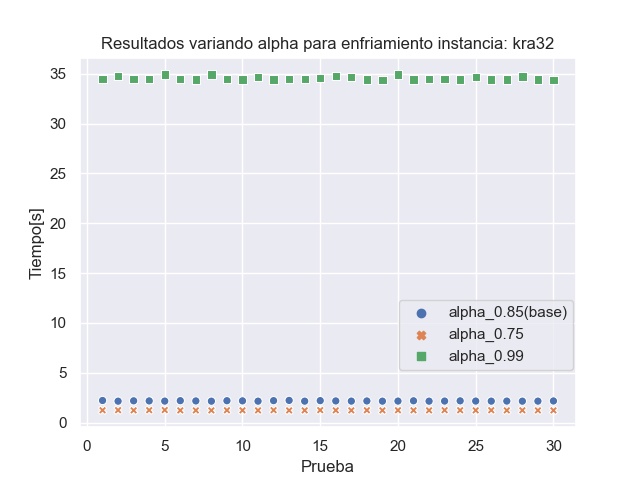 Resultados variando alpha para enfriamiento instancia: kra32
35
30
25
20
15
10
5
0
Tiempo[s]
alpha_0.85(base)
alpha_0.75
alpha_0.99
0 5 10 15 20 25 30
Prueba